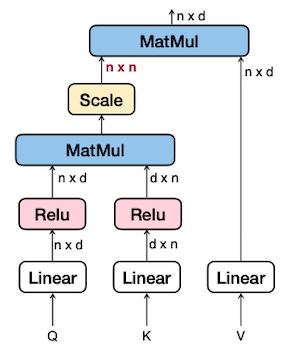 n x d
MatMul
n x n
n x d
Scale
MatMul
n x d
d x n
Relu
Relu
n x d
d x n
Linear
Linear
Linear
Q
K
V